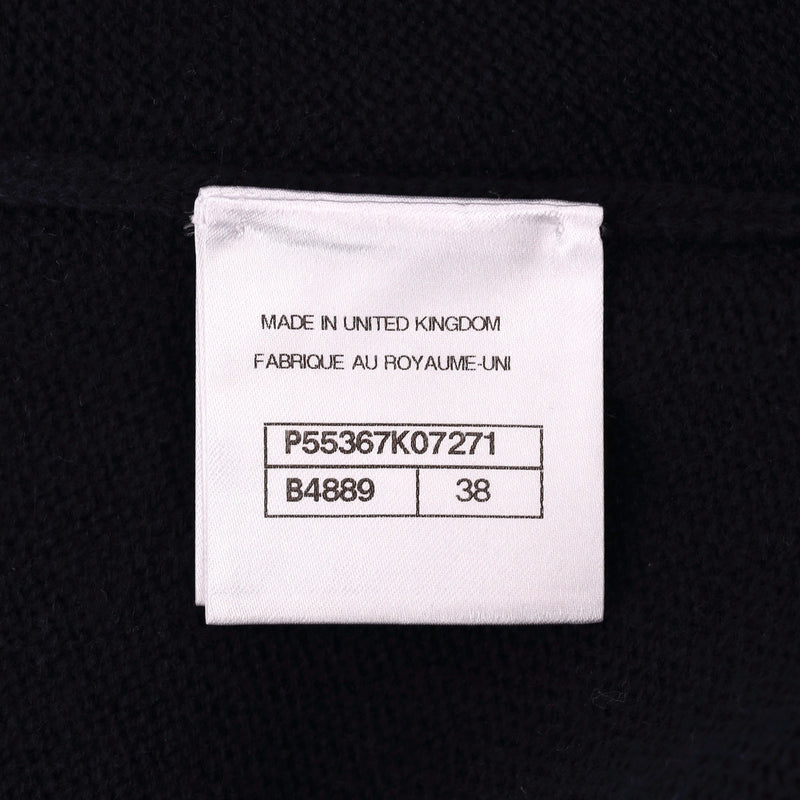 MADE IN UNITED KINGDOM
FABRIQUE AU ROYAUME-UNI
P55367K07271
B4889 38